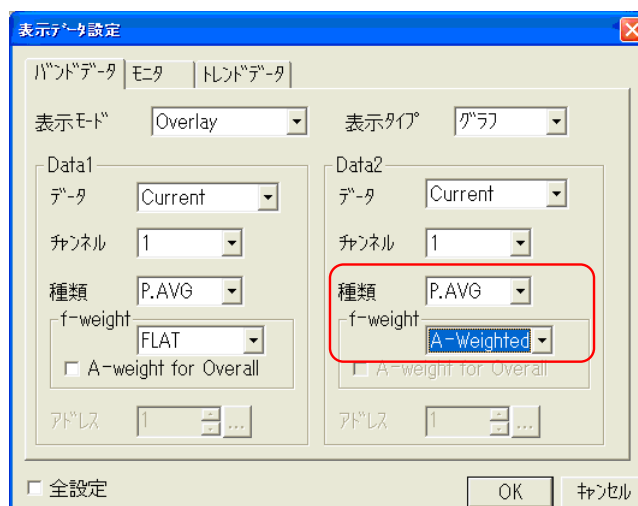 表示ﾃﾞｰﾀ設定
ﾊﾞﾝﾄﾞﾃﾞｰﾀ ﾓﾆﾀ ﾄﾚﾝﾄﾞﾃﾞｰﾀ
表示ﾓｰﾄﾞ Overlay 表示ﾀｲﾌﾟ ｸﾞﾗﾌ
Data1
ﾃﾞｰﾀ Current
ﾁｬﾝﾈﾙ 1
種類 P.AVG
f-weight
FLAT
A-weight for Overall
ｱﾄﾞﾚｽ 1 ...
Data2
ﾃﾞｰﾀ Current
ﾁｬﾝﾈﾙ 1
種類 P.AVG
f-weight
A-Weighted
A-weight for Overall
ｱﾄﾞﾚｽ 1 ...
全設定 OK ｷｬﾝｾﾙ